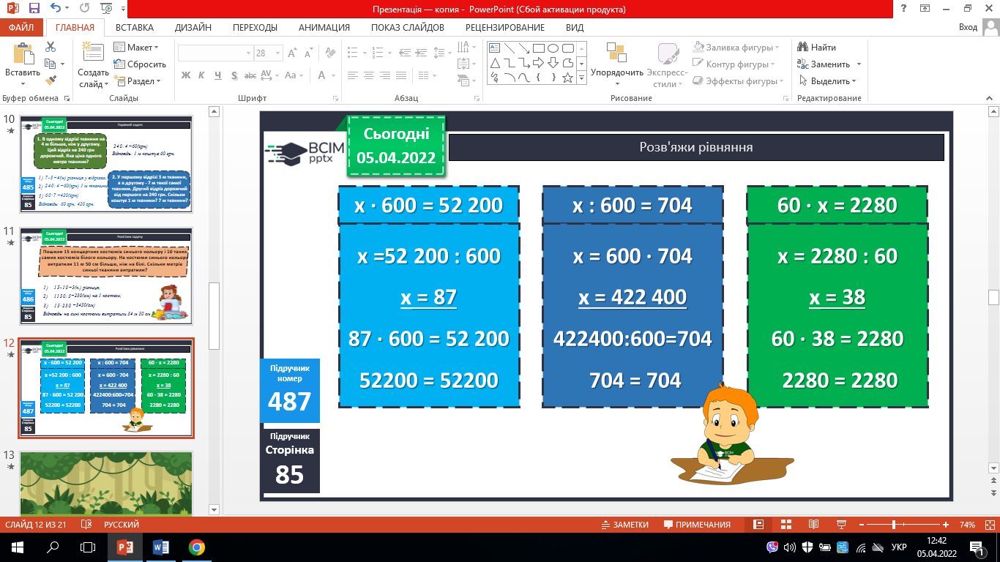 Презентація — копия - PowerPoint (Сбой активации продукта)
ФАЙЛ ГЛАВНАЯ ВСТАВКА ДИЗАЙН ПЕРЕХОДЫ АНИМАЦИЯ ПОКАЗ СЛАЙДОВ РЕЦЕНЗИРОВАНИЕ ВИД Вход
Вставить
Буфер обмена
Создать слайд
Макет
Сбросить
Раздел
Слайды
28
Ж К Ч S abc AV Aa A
Шрифт
Абзац
Упорядочить
Экспресс-стили
Заливка фигуры
Контур фигуры
Эффекты фигуры
Рисование
Найти
Заменить
Выделить
Редактирование
10
Сьогодні
05.04.2022
1. В одному відрізі тканини на
4 м більше, ніж у другому.
Цей відріз на 240 грн
дорожчий. Яка ціна одного
метра тканини?
240:4=60(грн)
Відповідь: 1 м коштує 60 грн.
1) 7-3=4(м) різниця у відрізах;
2) 240:4=60(грн) 1 м тканини
3) 60·7=420(грн)
Відповідь: 60 грн; 420 грн.
2. У першому відрізі 3 м тканини,
а в другому - 7 м такої самої
тканини. Другий відріз дорожчий
від першого на 240 грн. Скільки
коштує 1 м тканини? 7 м тканини?
485
85
11
Сьогодні
05.04.2022
Розв'яжи задачу
Пошили 15 концертних костюмів синього кольору і 10 таких
самих костюмів білого кольору. На костюми синього кольору
витратили 11 м 50 см більше, ніж на білі. Скільки метрів
синьої тканини витратили?
1) 15-10=5(к.) різниця;
2) 1150:5=230(см) на 1 костюм;
3) 15·230=3450(см)
Відповідь: на сині костюми витратили 34 м 50 см
486
85
12
Сьогодні
05.04.2022
Розв'яжи рівняння
x · 600 = 52 200 x : 600 = 704 60 · x = 2280
x =52 200 : 600 x = 600 · 704 x = 2280 : 60
x = 87 x = 422 400 x = 38
87 · 600 = 52 200 422400:600=704 60 · 38 = 2280
52200 = 52200 704 = 704 2280 = 2280
487
85
13
Сьогодні
05.04.2022
ВСІМ
pptx
Розв'яжи рівняння
x · 600 = 52 200
x =52 200 : 600
x = 87
87 · 600 = 52 200
52200 = 52200
x : 600 = 704
x = 600 · 704
x = 422 400
422400:600=704
704 = 704
60 · x = 2280
x = 2280 : 60
x = 38
60 · 38 = 2280
2280 = 2280
Підручник
номер
487
Підручник
Сторінка
85
СЛАЙД 12 ИЗ 21 РУССКИЙ ЗАМЕТКИ ПРИМЕЧАНИЯ 74%
УКР
12:42
05.04.2022
1